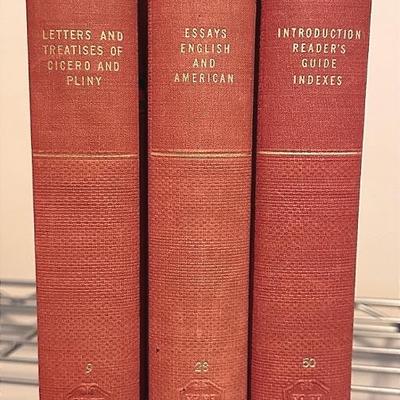 LETTERS AND
TREATISES OF
CICERO AND
PLINY
9
ESSAYS
ENGLISH
AND
AMERICAN
28
INTRODUCTION
READER'S
GUIDE
INDEXES
50